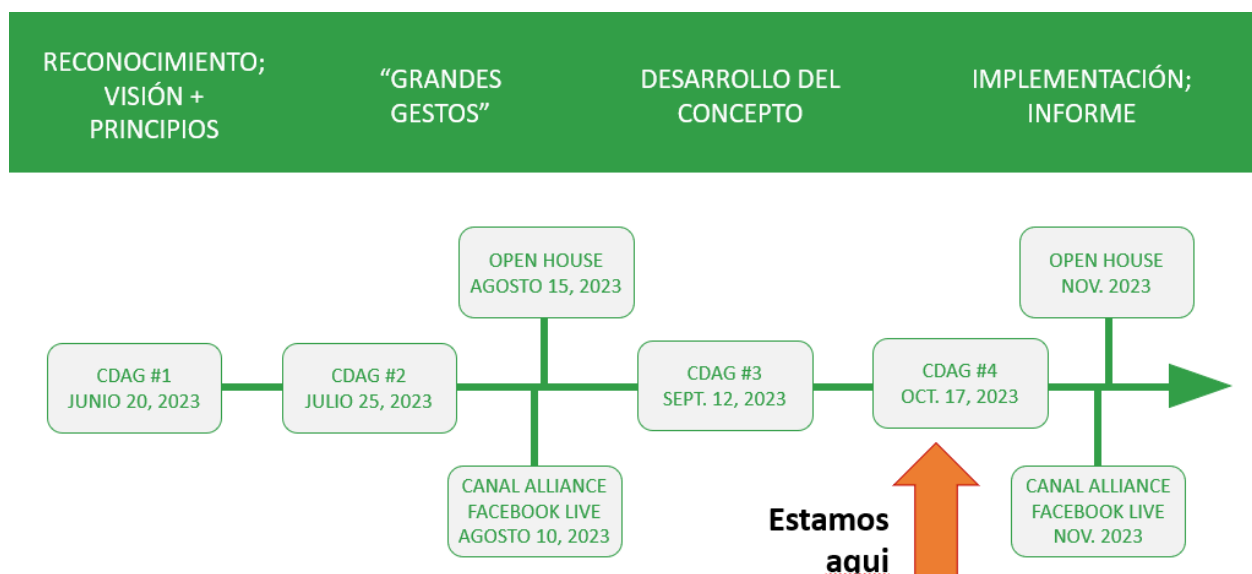 RECONOCIMIENTO;
VISIÓN +
PRINCIPIOS
“GRANDES
GESTOS”
DESARROLLO DEL
CONCEPTO
IMPLEMENTACIÓN;
INFORME
OPEN HOUSE
AGOSTO 15, 2023
OPEN HOUSE
NOV. 2023
CDAG #1
JUNIO 20, 2023
CDAG #2
JULIO 25, 2023
CDAG #3
SEPT. 12, 2023
CDAG #4
OCT. 17, 2023
CANAL ALLIANCE
FACEBOOK LIVE
AGOSTO 10, 2023
Estamos
aqui
CANAL ALLIANCE
FACEBOOK LIVE
NOV. 2023